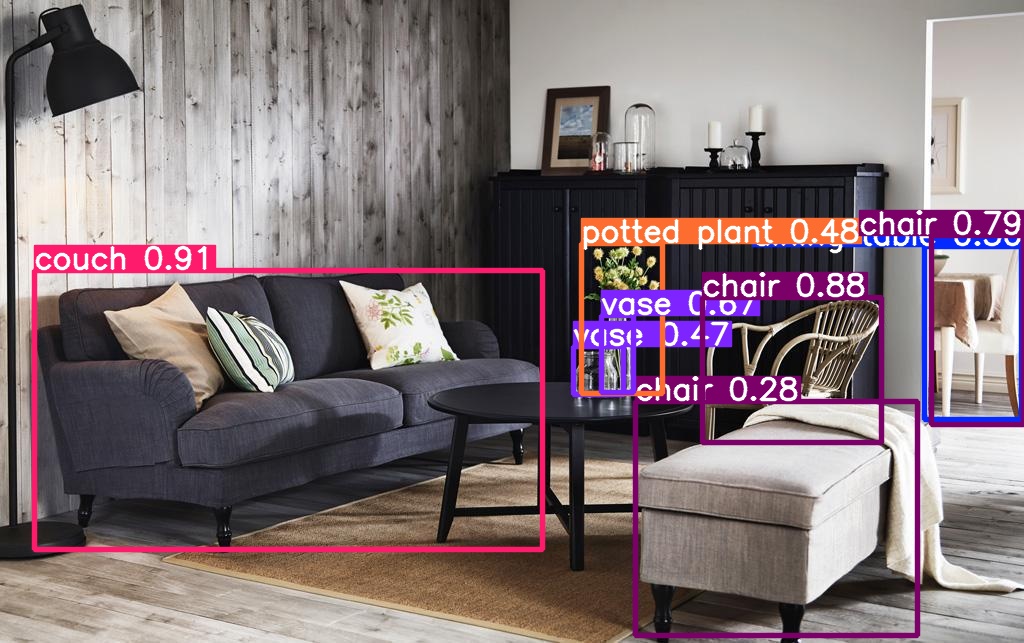 chair 0.79
potted plant 0.48
couch 0.91
chair 0.88
vase 0.67
vase 0.47
chair 0.28